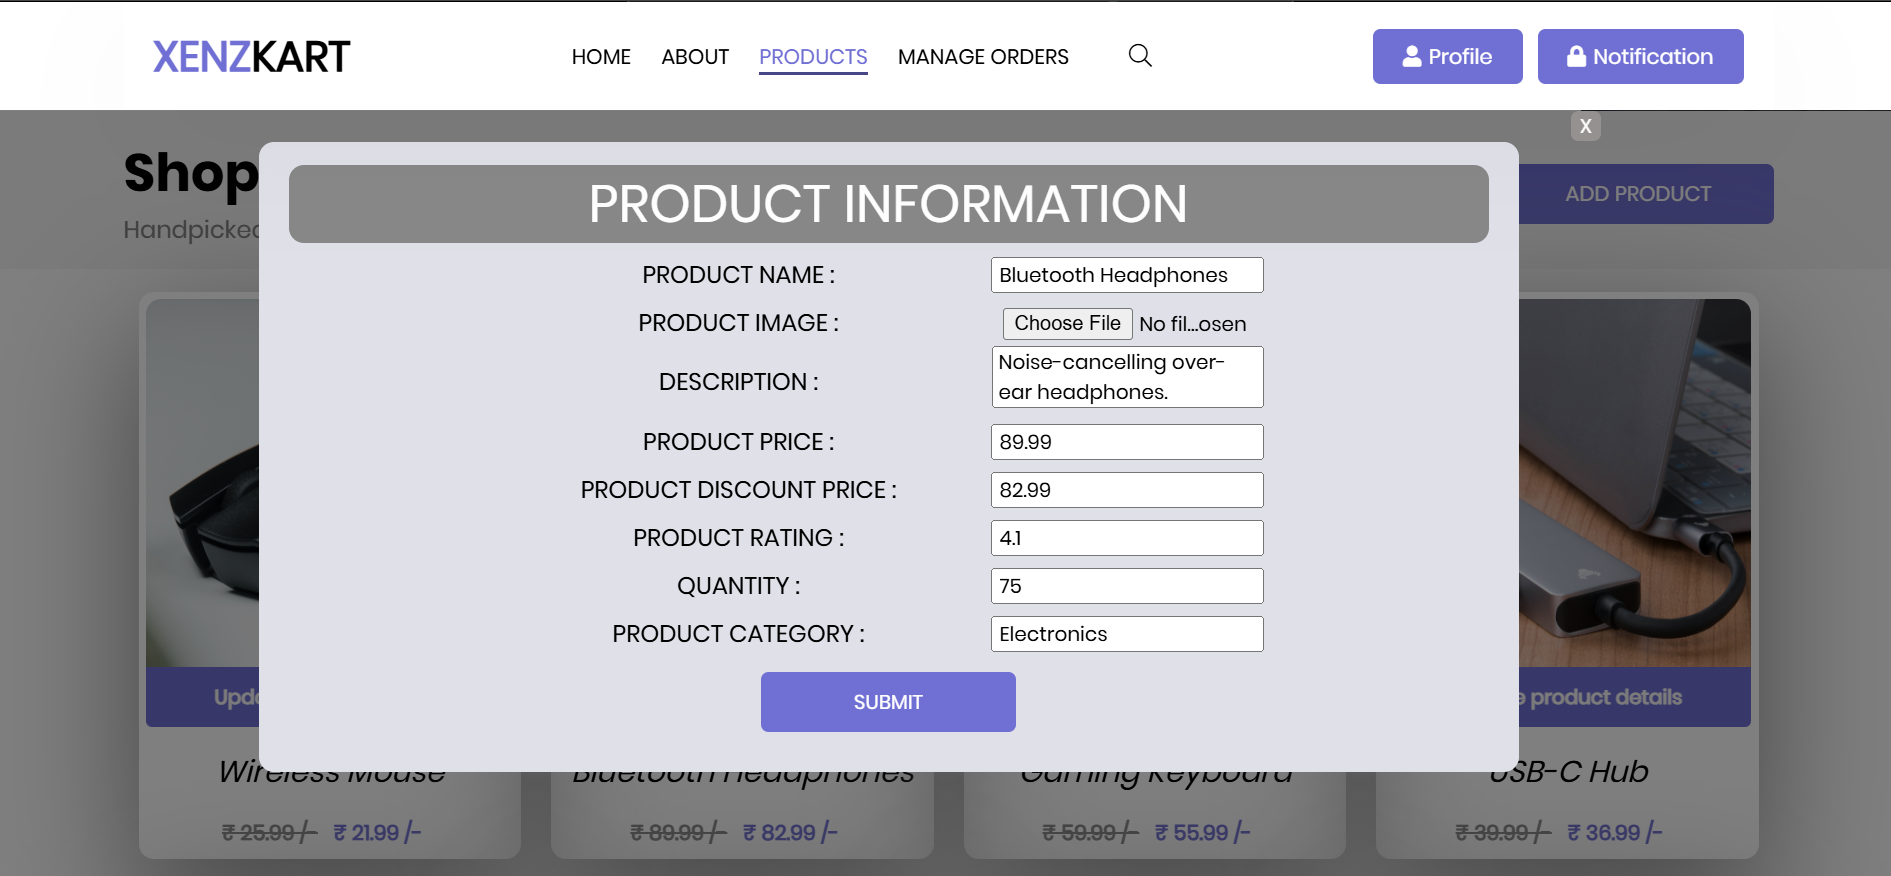 XENZKART
HOME
ABOUT
PRODUCTS
MANAGE ORDERS
Profile
Notification
X
Shop
Handpicked
ADD PRODUCT
PRODUCT INFORMATION
PRODUCT NAME :
Bluetooth Headphones
PRODUCT IMAGE :
Choose File No fil...osen
DESCRIPTION :
Noise-cancelling over-
ear headphones.
PRODUCT PRICE :
89.99
PRODUCT DISCOUNT PRICE :
82.99
PRODUCT RATING :
4.1
QUANTITY :
75
PRODUCT CATEGORY :
Electronics
SUBMIT
product details
Wireless Mouse
Bluetooth Headphones
Gaming Keyboard
USB-C Hub
₹ 25.99 /- ₹ 21.99 /-
₹ 89.99 /- ₹ 82.99 /-
₹ 59.99 /- ₹ 55.99 /-
₹ 39.99 /- ₹ 36.99 /-